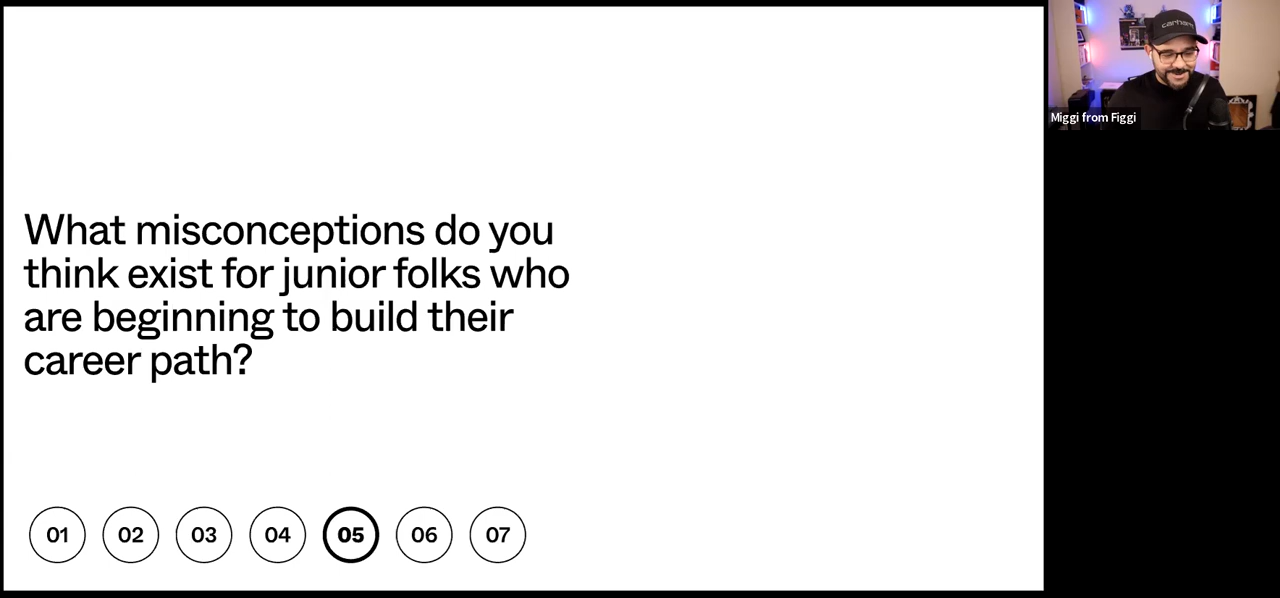 What misconceptions do you
think exist for junior folks who
are beginning to build their
career path?
01 02 03 04 05 06 07
carhartt
Miggi from Figgi